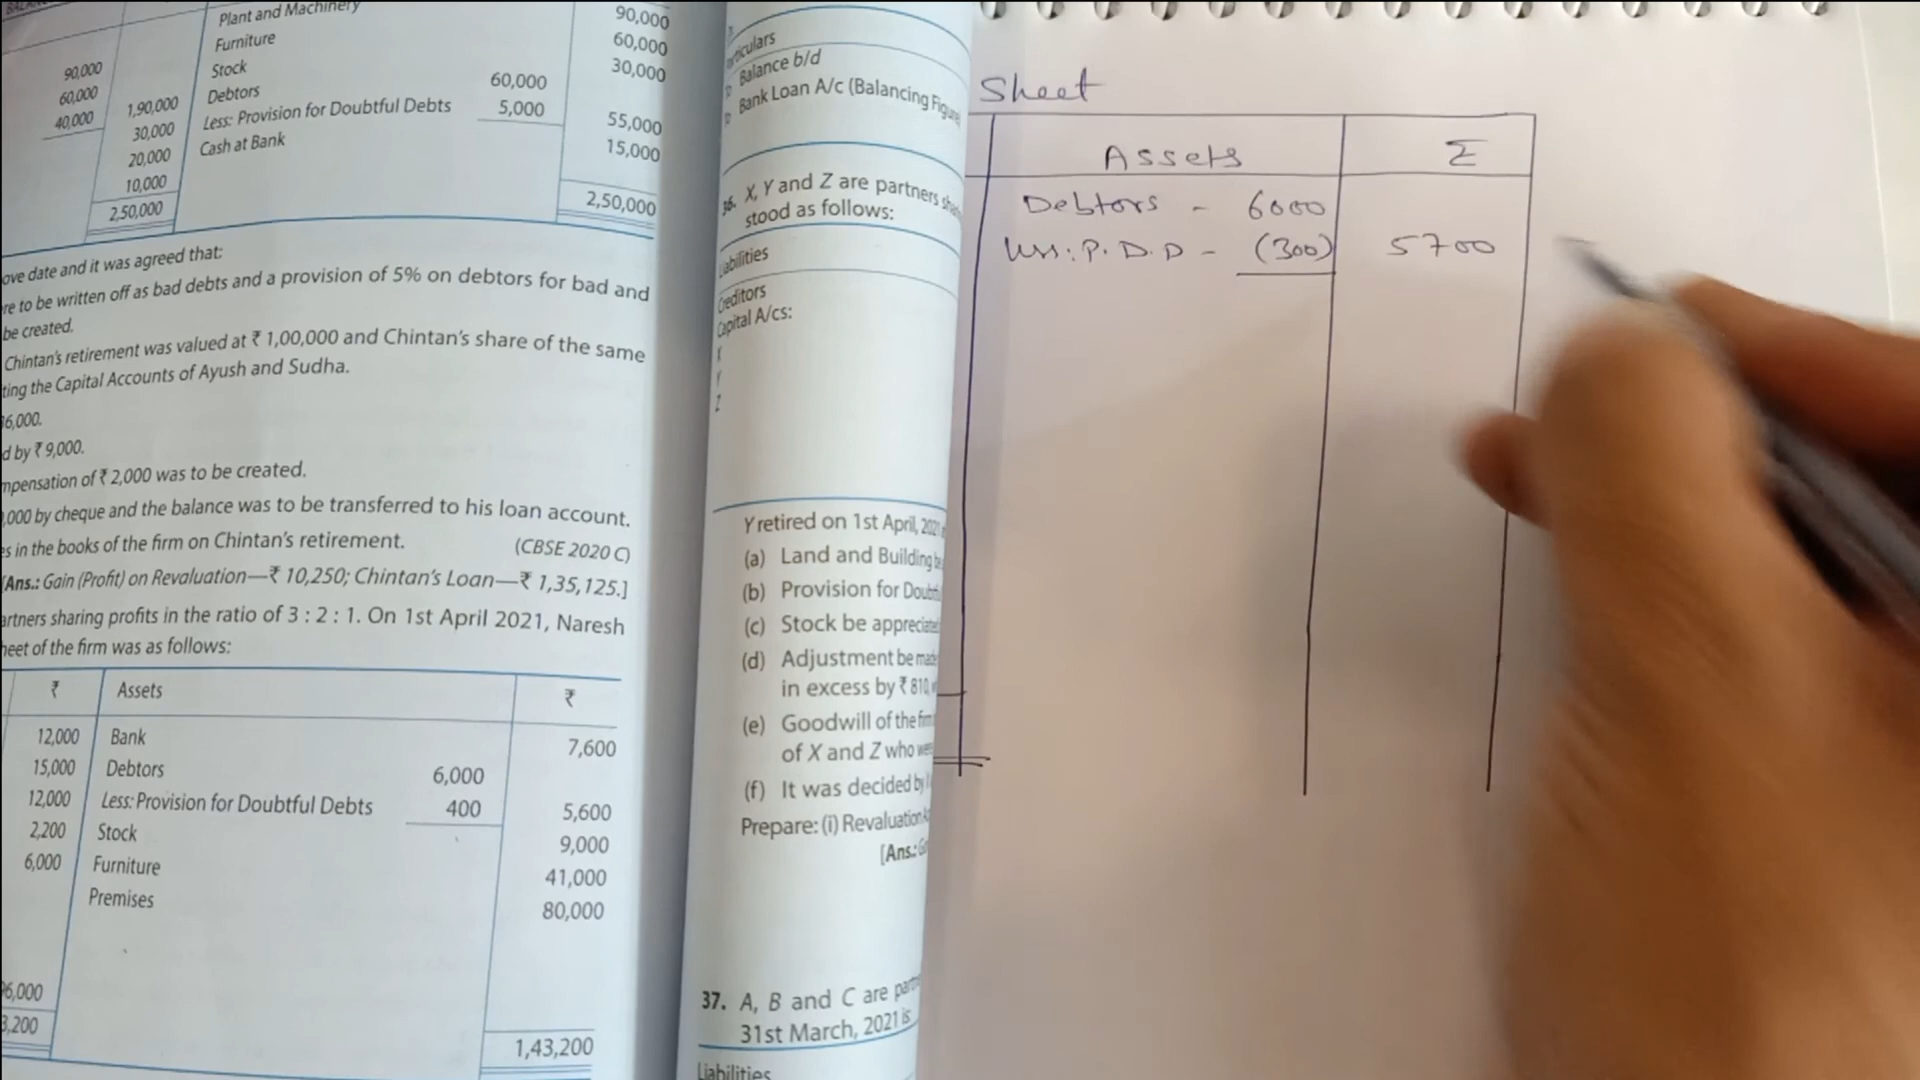 Plant and Machinery 90,000
Furniture 60,000
90,000 Stock 30,000
60,000 Debtors 60,000
40,000 1,90,000 Less: Provision for Doubtful Debts 5,000 55,000
30,000 Cash at Bank 15,000
20,000
10,000
2,50,000 2,50,000
ove date and it was agreed that:
re to be written off as bad debts and a provision of 5% on debtors for bad and
be created.
Chintan's retirement was valued at ₹ 1,00,000 and Chintan's share of the same
ting the Capital Accounts of Ayush and Sudha.
36,000.
d by ₹ 9,000.
mpensation of ₹ 2,000 was to be created.
,000 by cheque and the balance was to be transferred to his loan account.
es in the books of the firm on Chintan's retirement. (CBSE 2020 C)
[Ans.: Gain (Profit) on Revaluation—₹ 10,250; Chintan's Loan—₹ 1,35,125.]
artners sharing profits in the ratio of 3 : 2 : 1. On 1st April 2021, Naresh
heet of the firm was as follows:
₹ Assets ₹
12,000 Bank 7,600
15,000 Debtors 6,000
12,000 Less: Provision for Doubtful Debts 400 5,600
2,200 Stock 9,000
6,000 Furniture 41,000
Premises 80,000
96,000
3,200 1,43,200
rticulars
Balance b/d
Bank Loan A/c (Balancing Figure)
36. X, Y and Z are partners
stood as follows:
Liabilities
Creditors
Capital A/cs:
X
Y
Z
Y retired on 1st April, 2021
(a) Land and Building
(b) Provision for
(c) Stock be
(d) Adjustment be
in excess by ₹ 810,
(e) Goodwill of the firm
of X and Z who
(f) It was decided by
Prepare: (i) Revaluation
[Ans.:
37. A, B and C are
31st March, 2021 is
Liabilities
Sheet
Assets
Debtors - 6000
Less: P.D.D - (300) 5700